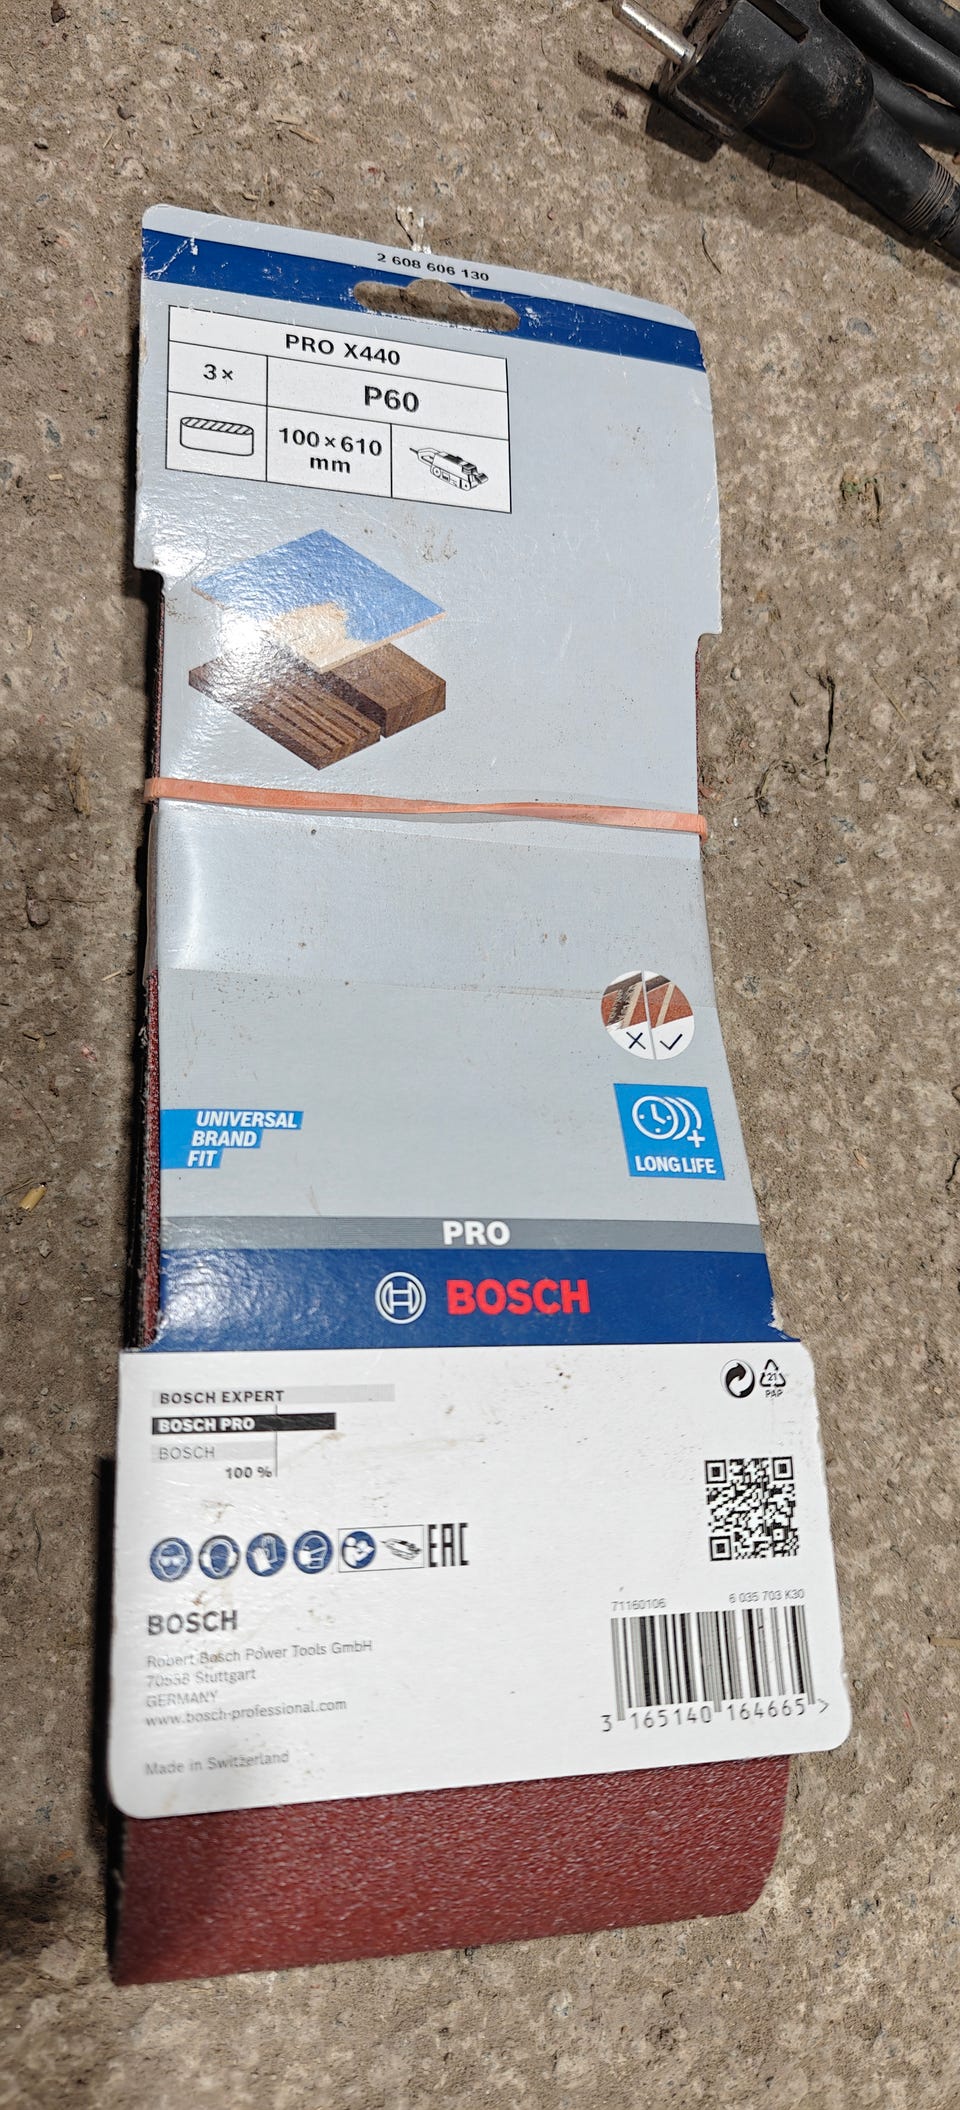 2 608 606 130
PRO X440
3×
P60
100×610
mm
UNIVERSAL
BRAND
FIT
LONG LIFE
PRO
BOSCH
BOSCH EXPERT
BOSCH PRO
BOSCH
100 %
21
PAP
EAC
BOSCH
Robert Bosch Power Tools GmbH
70538 Stuttgart
GERMANY
www.bosch-professional.com
Made in Switzerland
71160106
6 035 703 K30
3 165140 164665 >